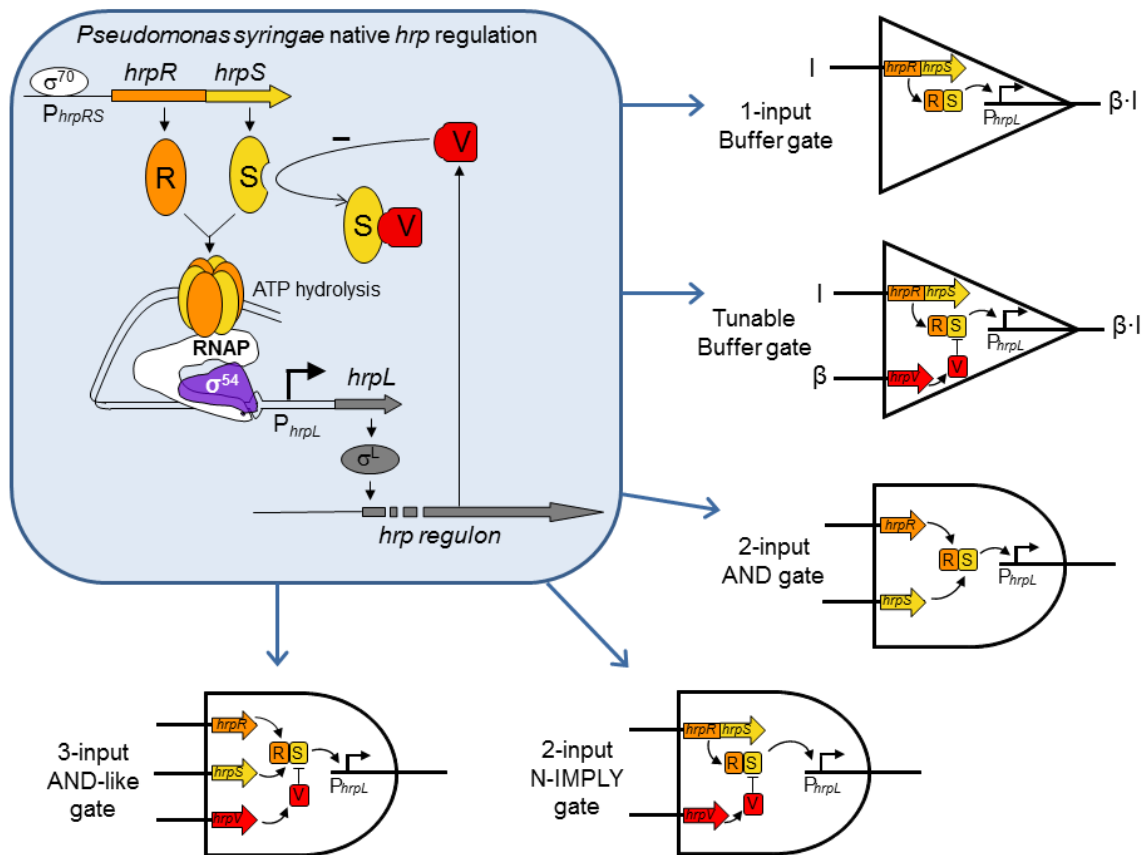 Pseudomonas syringae native hrp regulation
σ70
PhrpRS
hrpR
hrpS
R
S
–
V
S
V
ATP hydrolysis
RNAP
σ54
PhrpL
hrpL
σL
hrp regulon
1-input
Buffer gate
I
hrpR
hrpS
R
S
PhrpL
β·I
Tunable
Buffer gate
I
β
hrpR
hrpS
R
S
V
hrpV
PhrpL
β·I
2-input
AND gate
hrpR
hrpS
R
S
PhrpL
3-input
AND-like
gate
hrpR
hrpS
hrpV
R
S
V
PhrpL
2-input
N-IMPLY
gate
hrpR
hrpS
R
S
V
hrpV
PhrpL